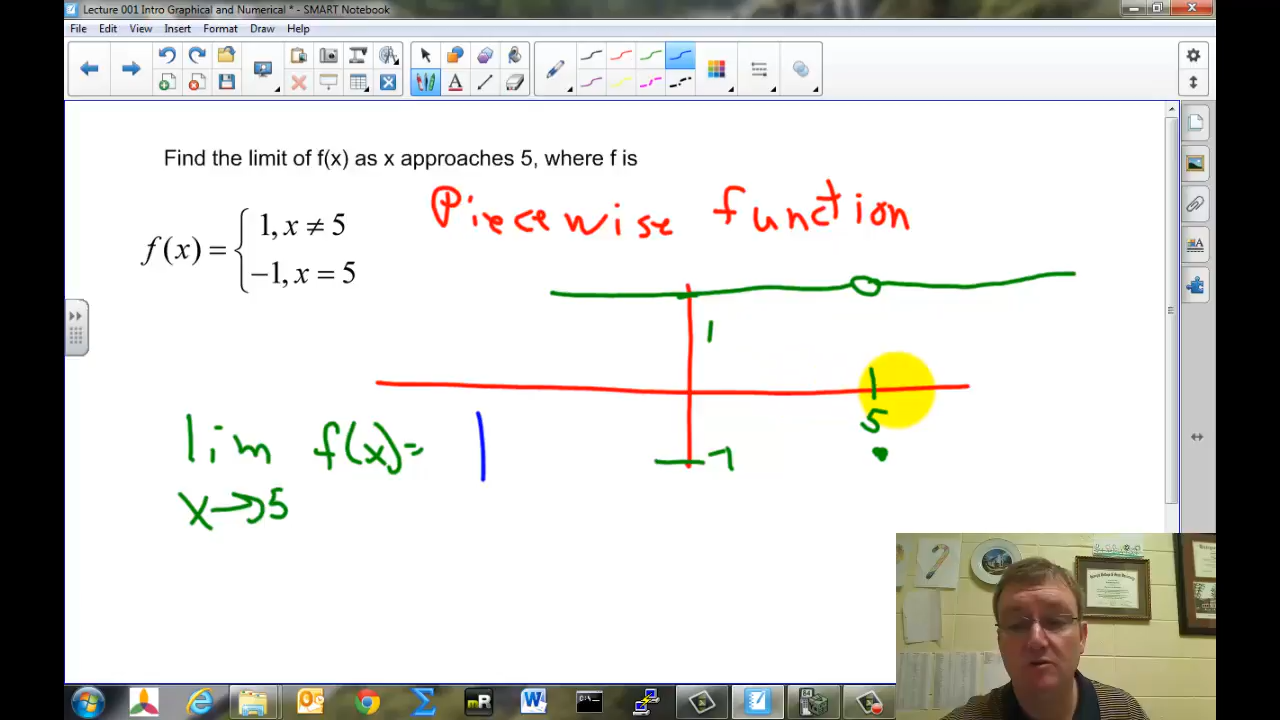 Lecture 001 Intro Graphical and Numerical * - SMART Notebook
File Edit View Insert Format Draw Help
Find the limit of f(x) as x approaches 5, where f is
Piecewise function
f(x) = { 1, x ≠ 5
−1, x = 5
1
5
-1
lim f(x) = 1
x→5